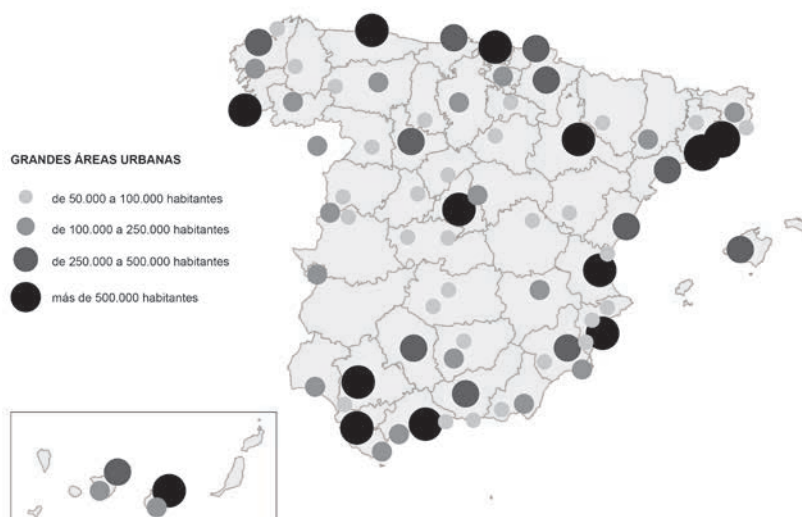 GRANDES ÁREAS URBANAS
de 50.000 a 100.000 habitantes
de 100.000 a 250.000 habitantes
de 250.000 a 500.000 habitantes
más de 500.000 habitantes